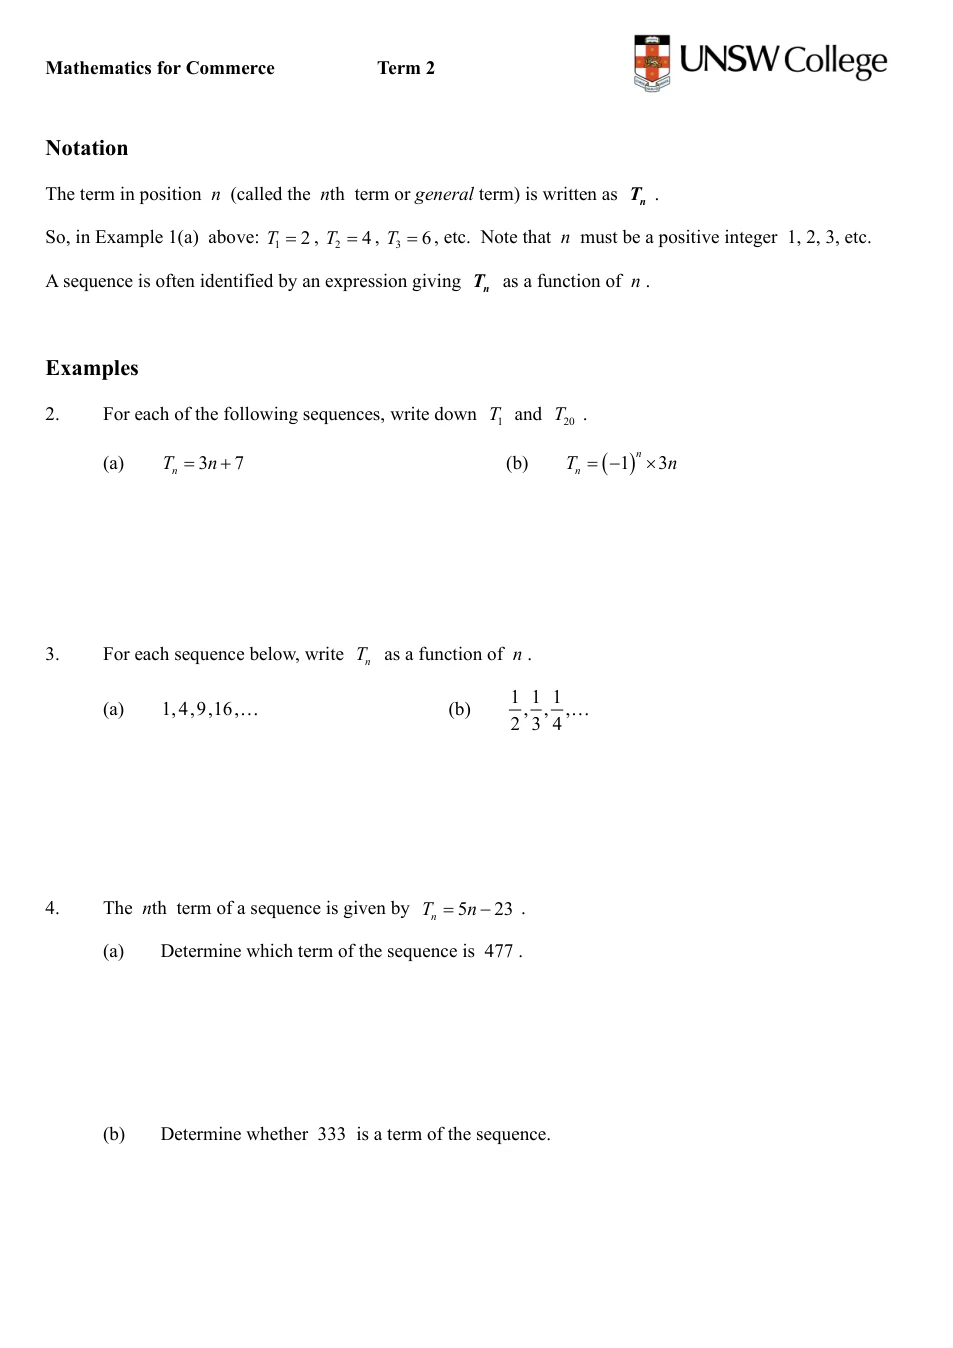 Mathematics for Commerce Term 2 UNSW College
Notation
The term in position n (called the nth term or general term) is written as Tₙ .
So, in Example 1(a) above: T₁ = 2 , T₂ = 4 , T₃ = 6 , etc. Note that n must be a positive integer 1, 2, 3, etc.
A sequence is often identified by an expression giving Tₙ as a function of n .
Examples
2. For each of the following sequences, write down T₁ and T₂₀ .
(a) Tₙ = 3n + 7 (b) Tₙ = (−1)ⁿ × 3n
3. For each sequence below, write Tₙ as a function of n .
(a) 1, 4, 9, 16, … (b) 1/2, 1/3, 1/4, …
4. The nth term of a sequence is given by Tₙ = 5n − 23 .
(a) Determine which term of the sequence is 477 .
(b) Determine whether 333 is a term of the sequence.